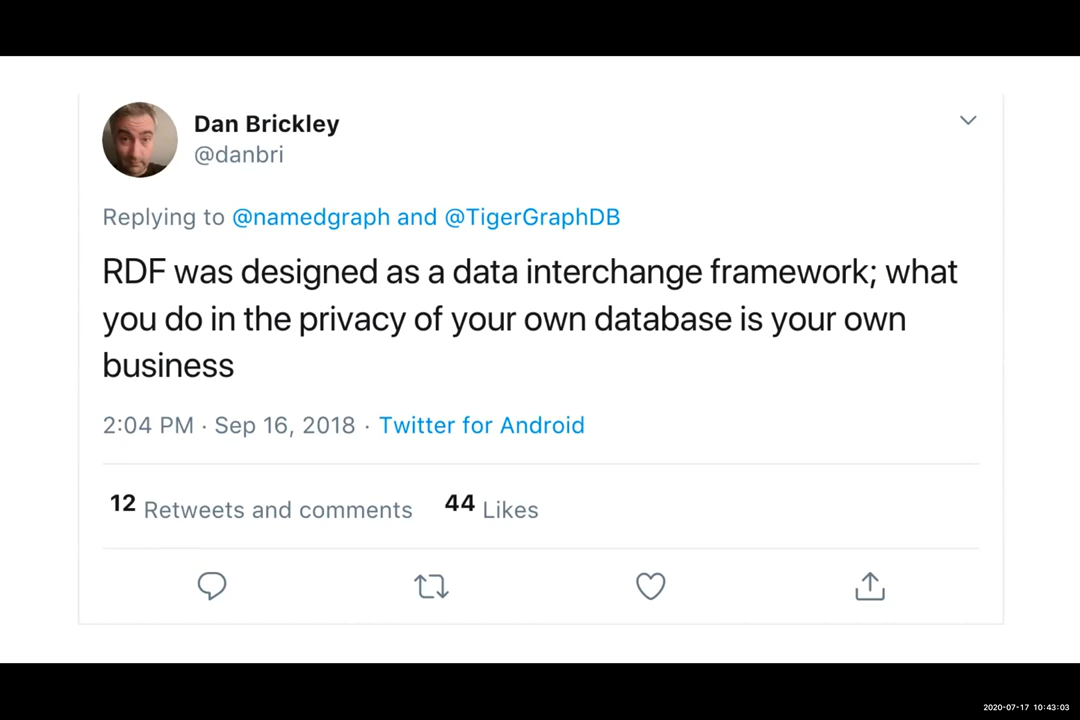 Dan Brickley
@danbri
Replying to @namedgraph and @TigerGraphDB
RDF was designed as a data interchange framework; what
you do in the privacy of your own database is your own
business
2:04 PM · Sep 16, 2018 · Twitter for Android
12 Retweets and comments 44 Likes
2020-07-17 10:43:03